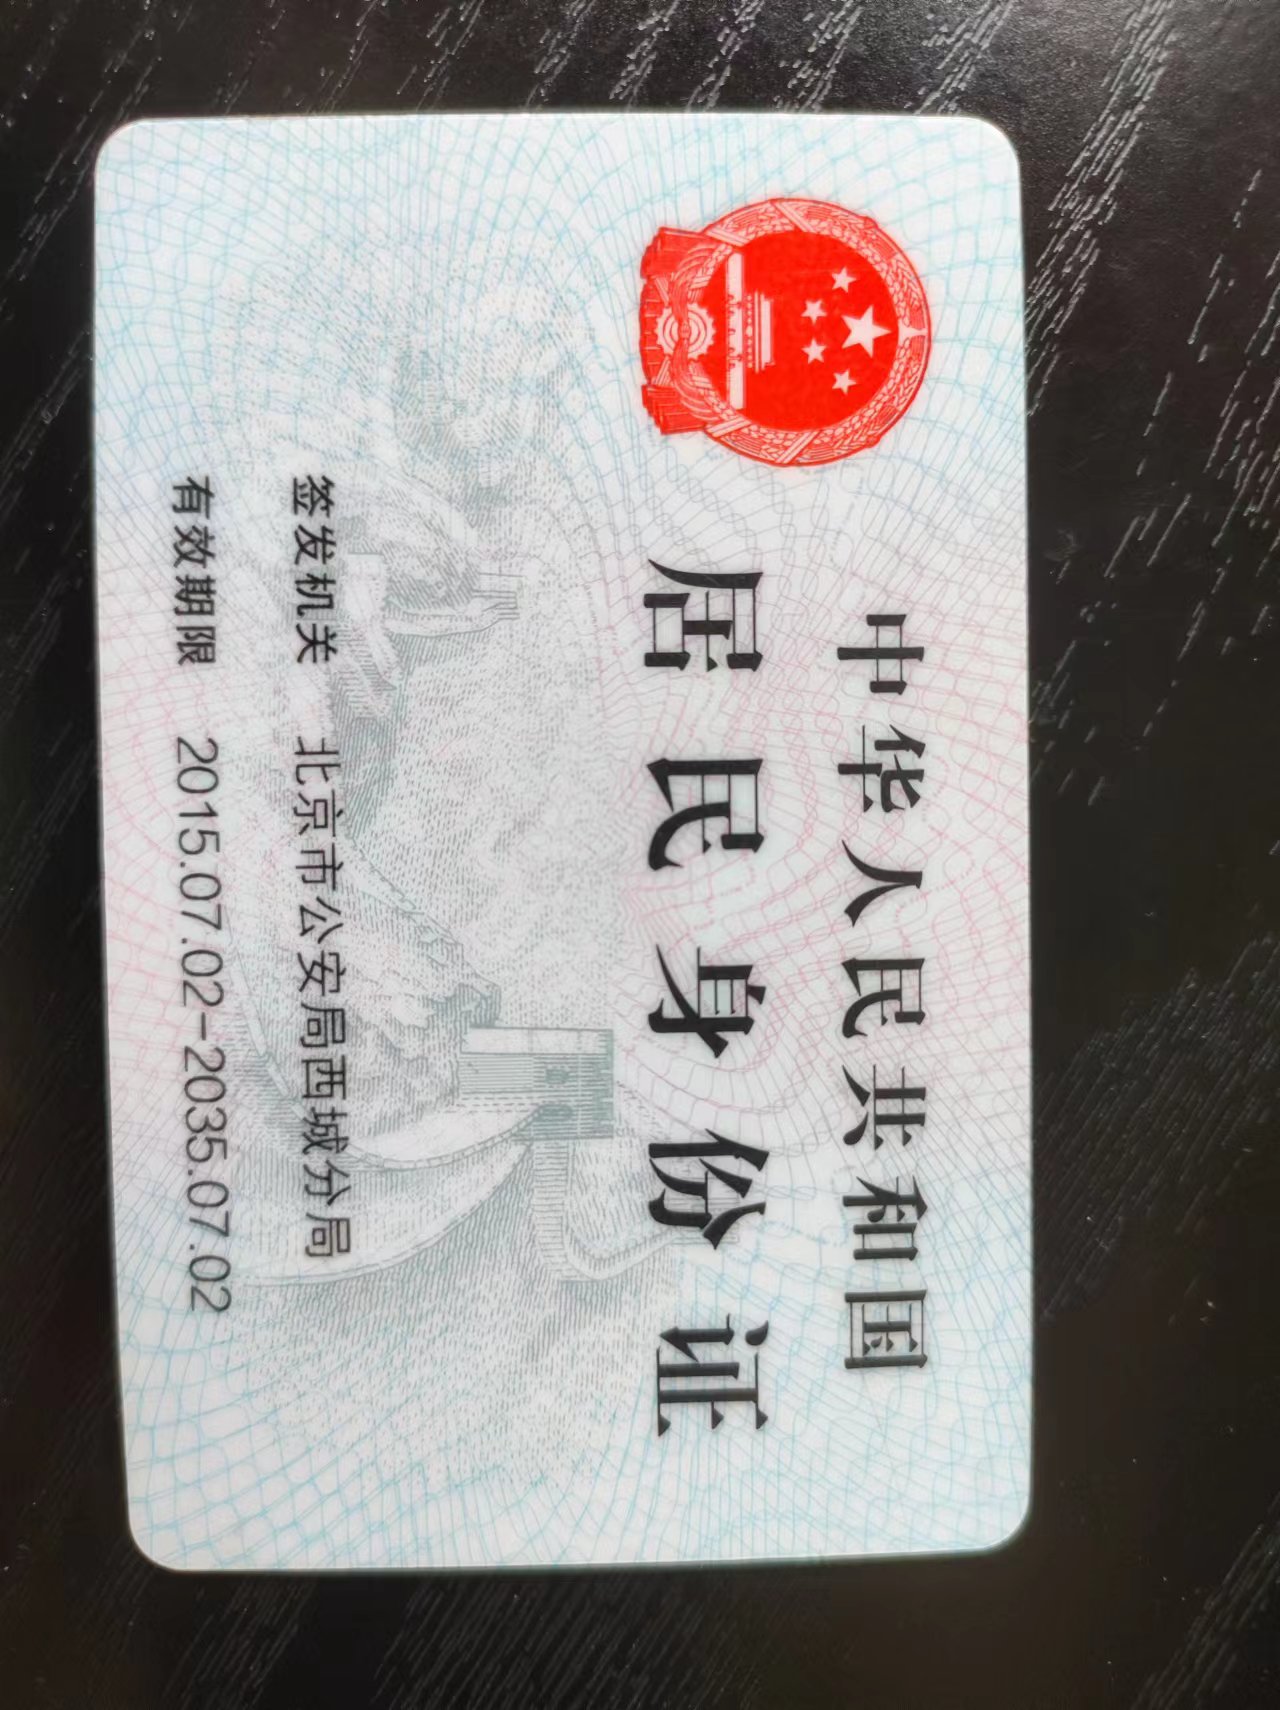 中华人民共和国
居民身份证
签发机关 北京市公安局西城分局
有效期限 2015.07.02-2035.07.02